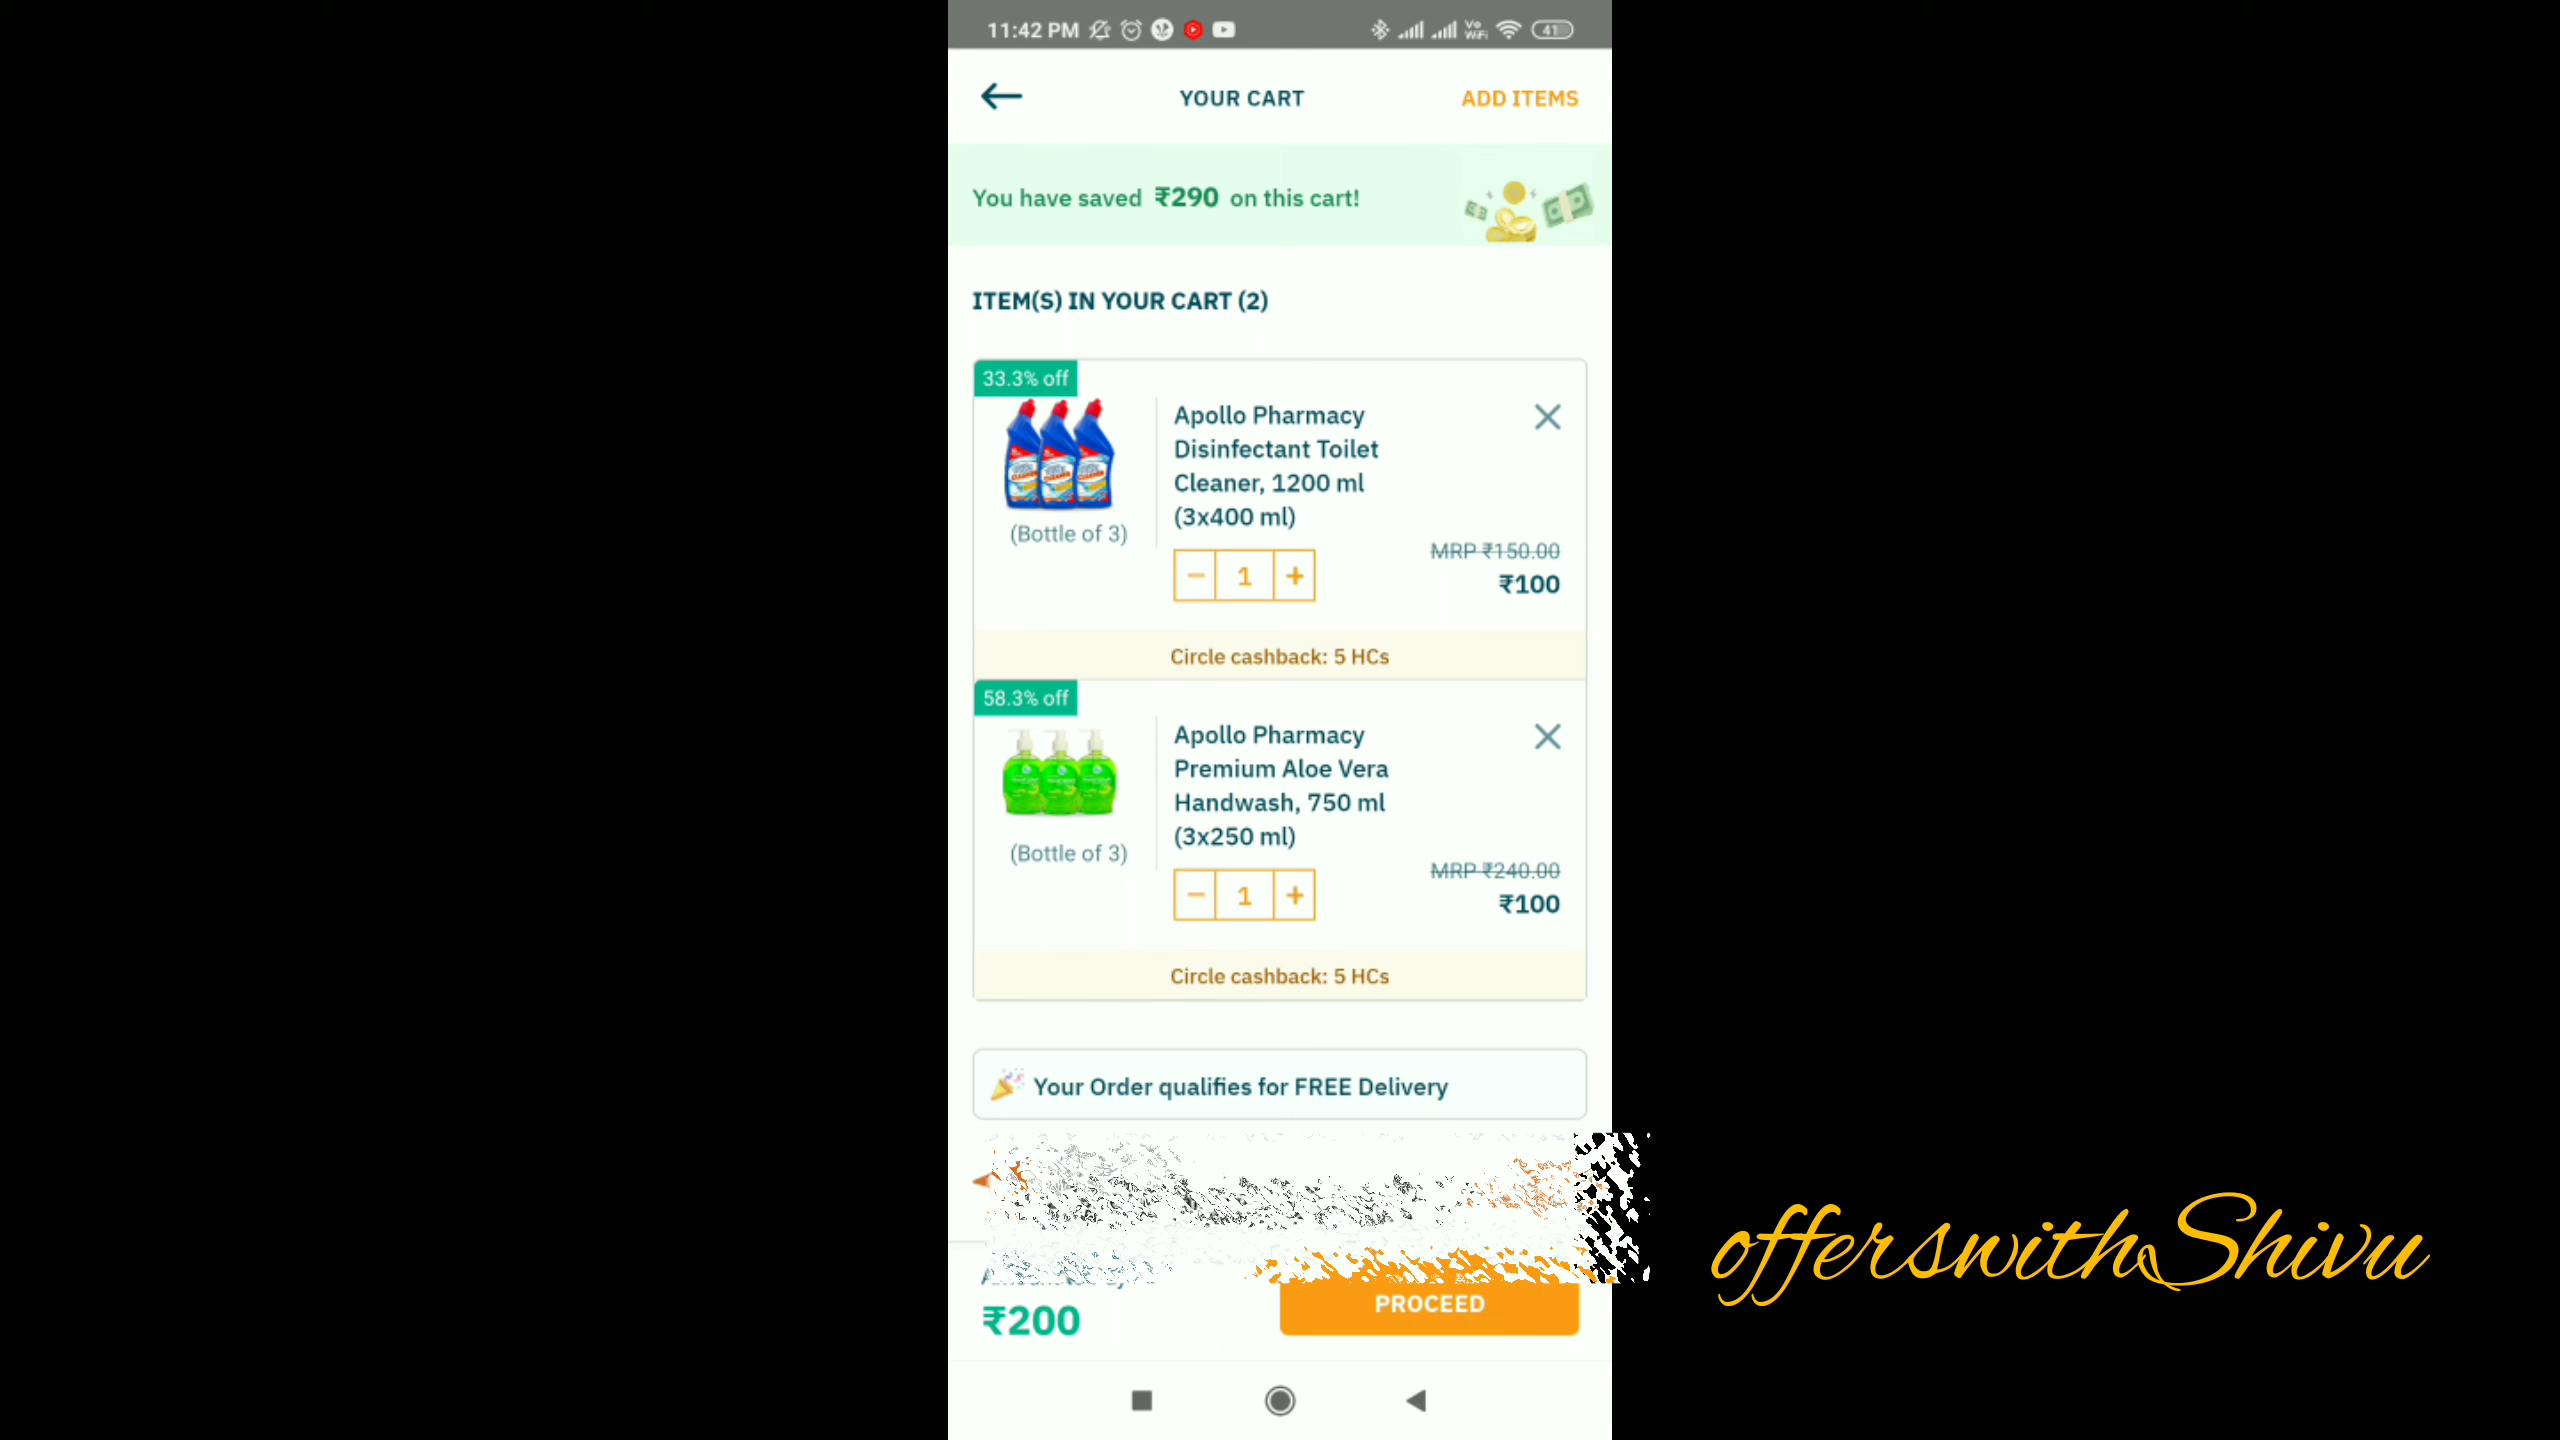 11:42 PM
Vo
WiFi
41
YOUR CART
ADD ITEMS
You have saved ₹290 on this cart!
ITEM(S) IN YOUR CART (2)
33.3% off
Apollo Pharmacy
Disinfectant Toilet
Cleaner, 1200 ml
(3x400 ml)
CLEANER
(Bottle of 3)
MRP ₹150.00
₹100
1
Circle cashback: 5 HCs
58.3% off
Apollo Pharmacy
Premium Aloe Vera
Handwash, 750 ml
(3x250 ml)
(Bottle of 3)
MRP ₹240.00
₹100
1
Circle cashback: 5 HCs
Your Order qualifies for FREE Delivery
₹200
PROCEED
offerswithShivu